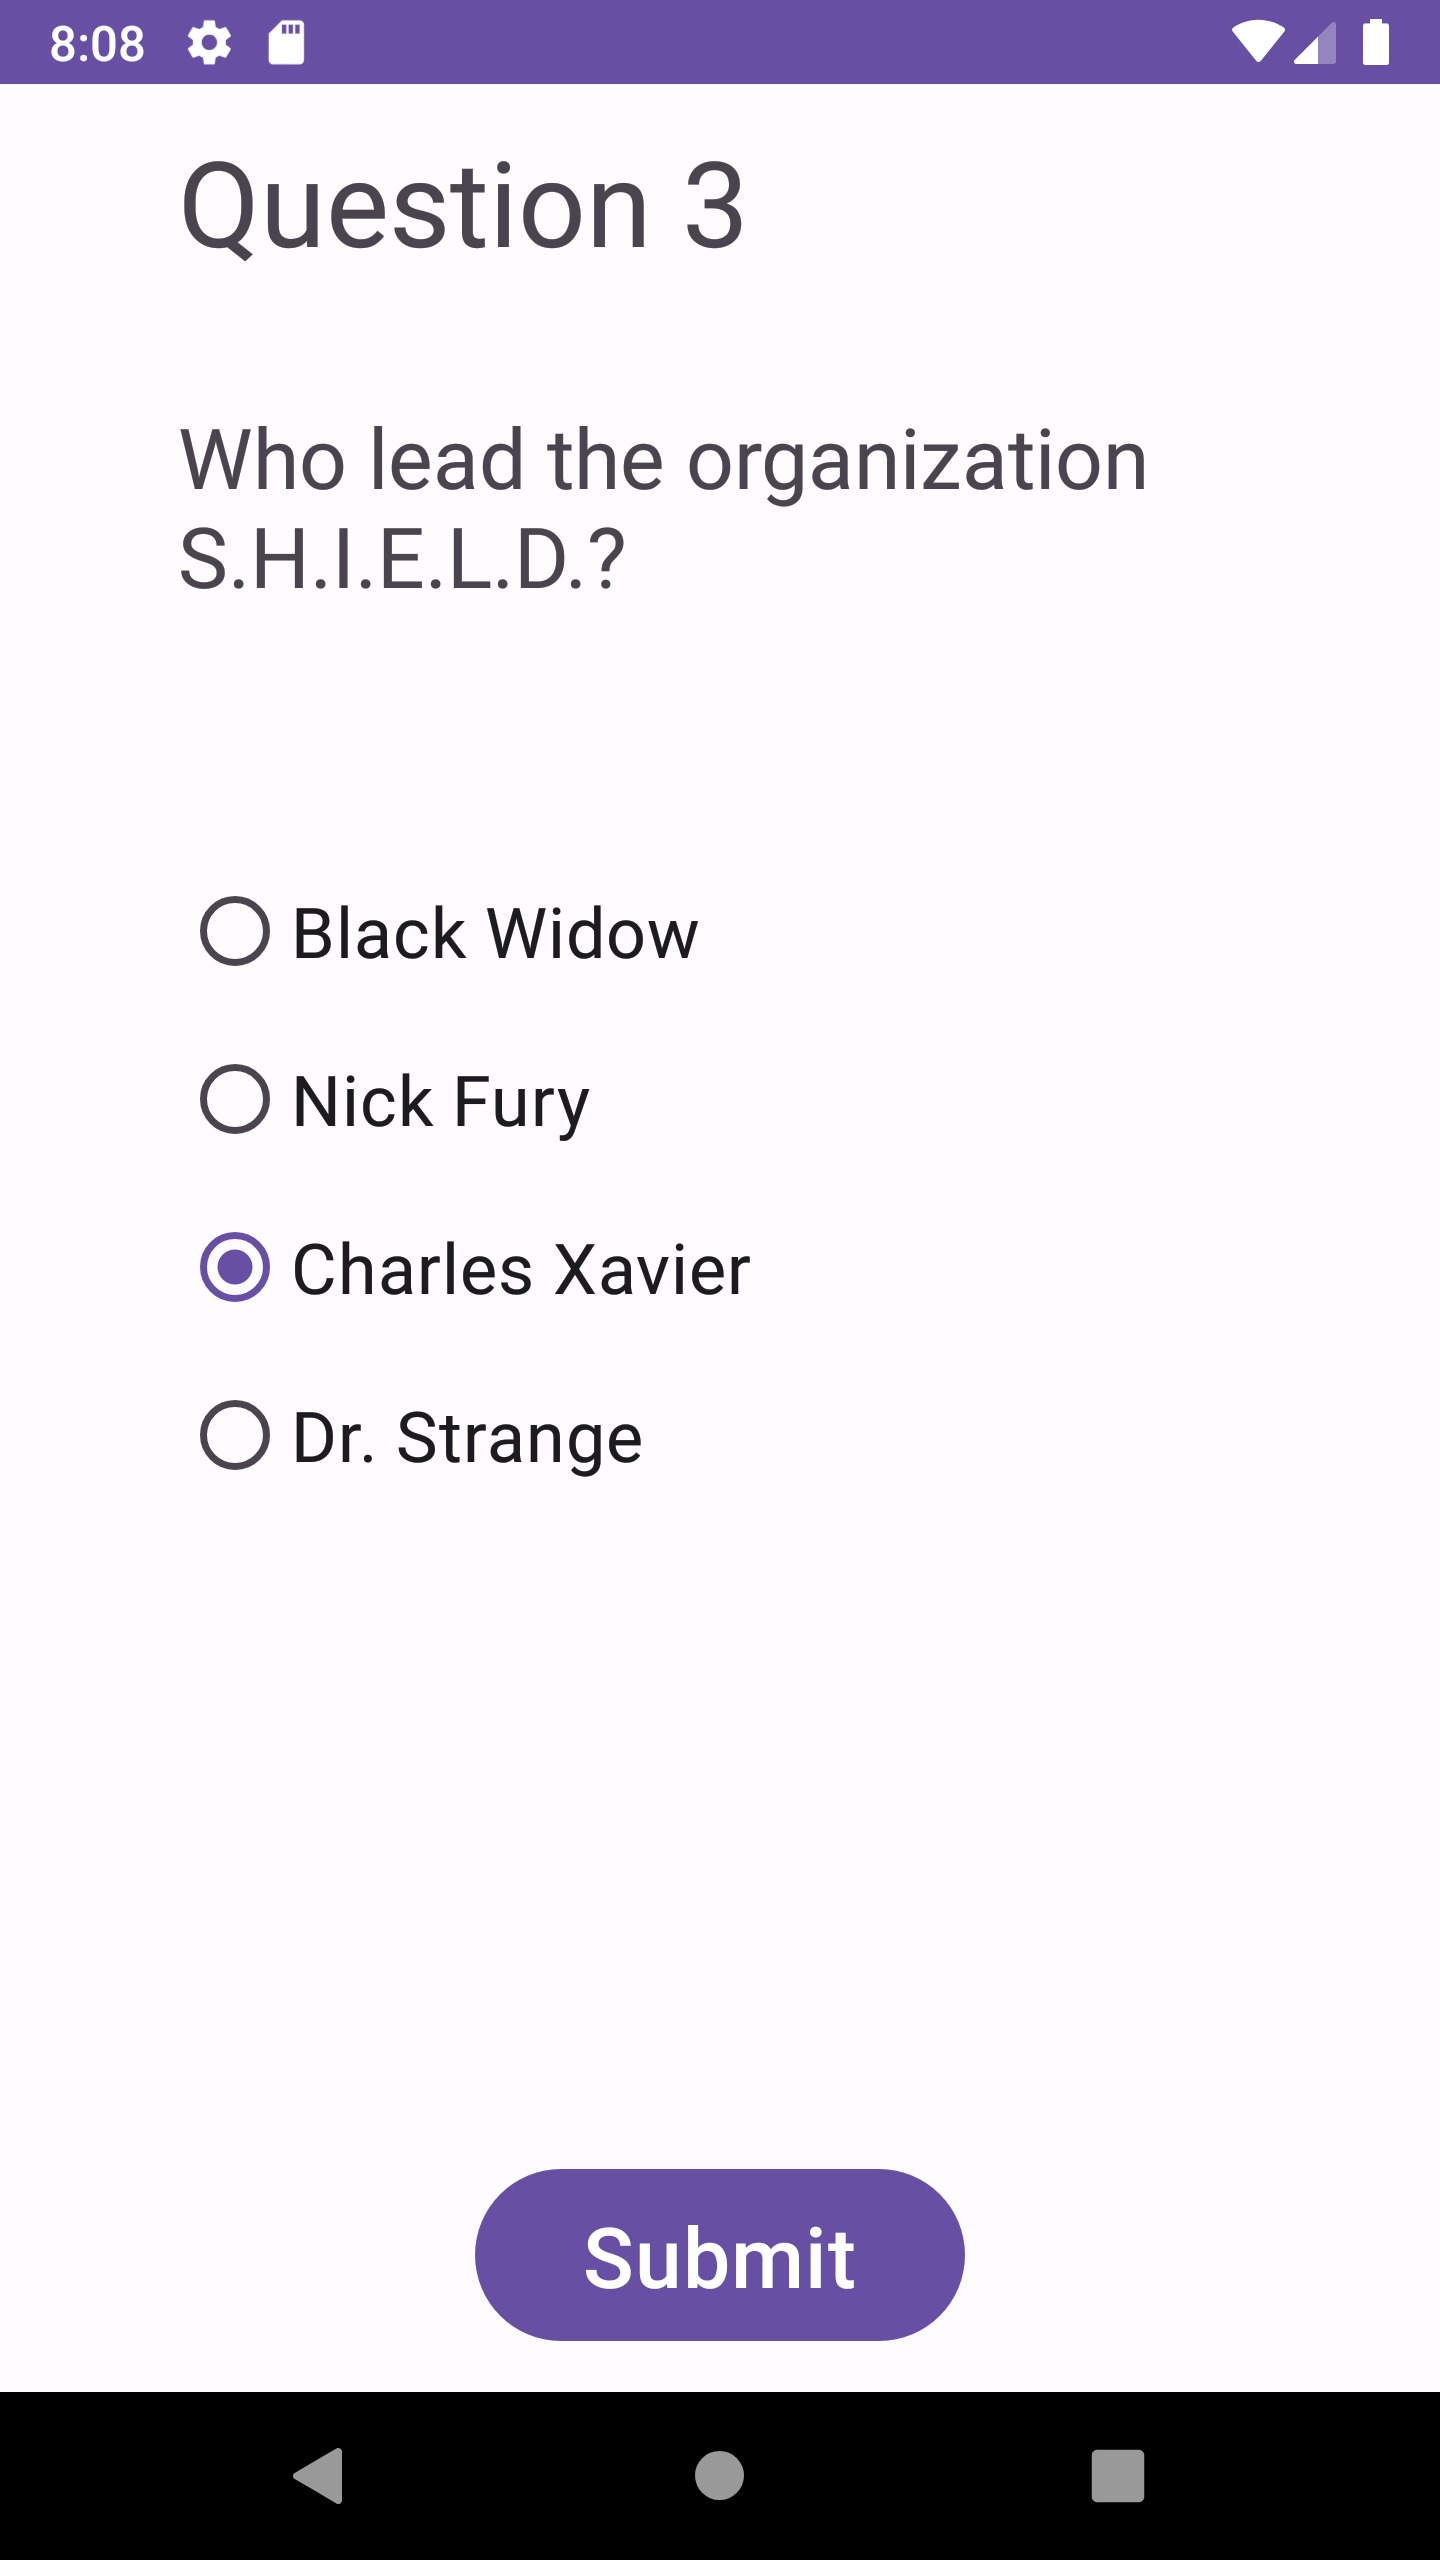 8:08
Question 3
Who lead the organization
S.H.I.E.L.D.?
Black Widow
Nick Fury
Charles Xavier
Dr. Strange
Submit